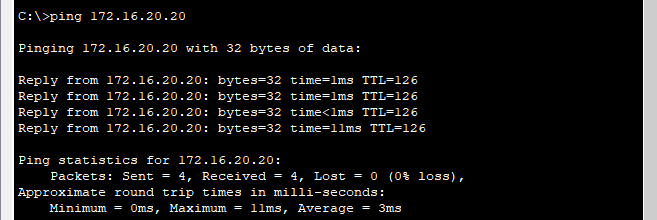 C:\>ping 172.16.20.20
Pinging 172.16.20.20 with 32 bytes of data:
Reply from 172.16.20.20: bytes=32 time=1ms TTL=126
Reply from 172.16.20.20: bytes=32 time=1ms TTL=126
Reply from 172.16.20.20: bytes=32 time<1ms TTL=126
Reply from 172.16.20.20: bytes=32 time=11ms TTL=126
Ping statistics for 172.16.20.20:
Packets: Sent = 4, Received = 4, Lost = 0 (0% loss),
Approximate round trip times in milli-seconds:
Minimum = 0ms, Maximum = 11ms, Average = 3ms